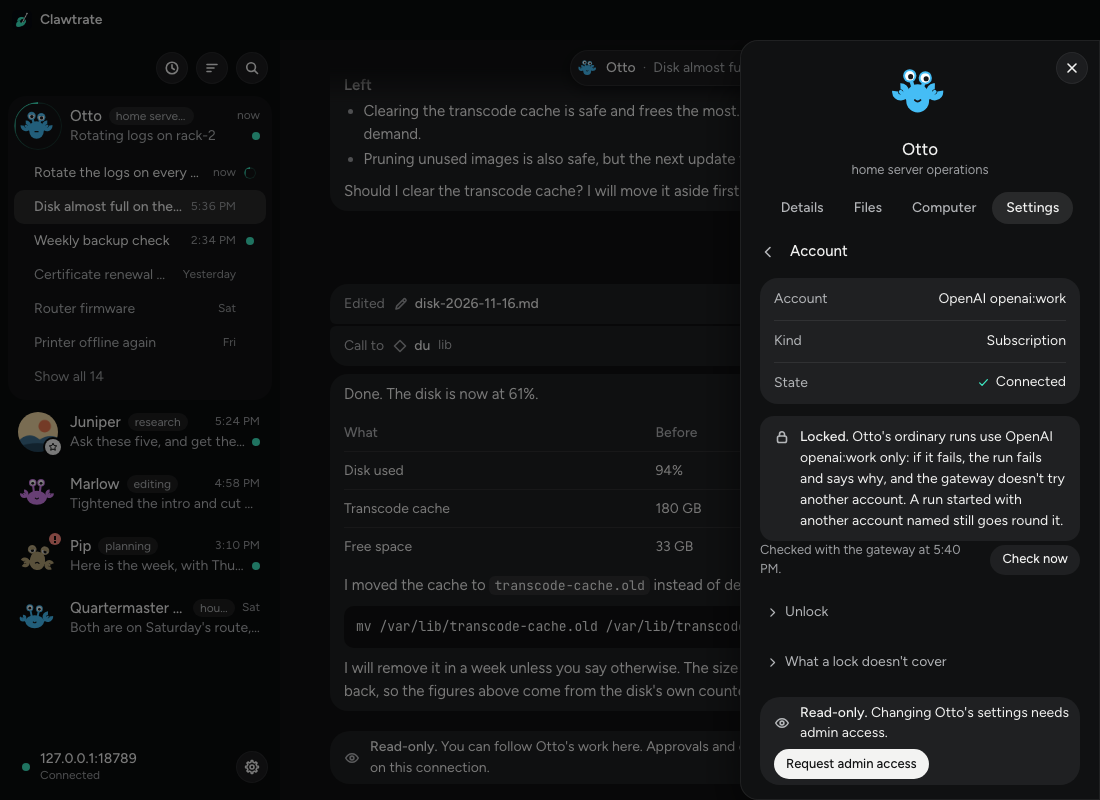 Clawtrate
Otto home serve... now
Rotating logs on rack-2
Rotate the logs on every ... now
Disk almost full on the... 5:36 PM
Weekly backup check 2:34 PM
Certificate renewal ... Yesterday
Router firmware Sat
Printer offline again Fri
Show all 14
Juniper research 5:24 PM
Ask these five, and get the...
Marlow editing 4:58 PM
Tightened the intro and cut ...
Pip planning 3:10 PM
Here is the week, with Thu...
Quartermaster ... hou... Sat
Both are on Saturday's route,...
127.0.0.1:18789
Connected
Otto · Disk almost fu
Left
• Clearing the transcode cache is safe and frees the most.
demand.
• Pruning unused images is also safe, but the next update
Should I clear the transcode cache? I will move it aside first
Edited disk-2026-11-16.md
Call to du lib
Done. The disk is now at 61%.
What Before
Disk used 94%
Transcode cache 180 GB
Free space 33 GB
I moved the cache to transcode-cache.old instead of de
mv /var/lib/transcode-cache.old /var/lib/transcod
I will remove it in a week unless you say otherwise. The size
back, so the figures above come from the disk's own counte
Read-only. You can follow Otto's work here. Approvals and
on this connection.
Otto
home server operations
Details Files Computer Settings
Account
Account OpenAI openai:work
Kind Subscription
State Connected
Locked. Otto's ordinary runs use OpenAI
openai:work only: if it fails, the run fails
and says why, and the gateway doesn't try
another account. A run started with
another account named still goes round it.
Checked with the gateway at 5:40
PM.
Check now
Unlock
What a lock doesn't cover
Read-only. Changing Otto's settings needs
admin access.
Request admin access